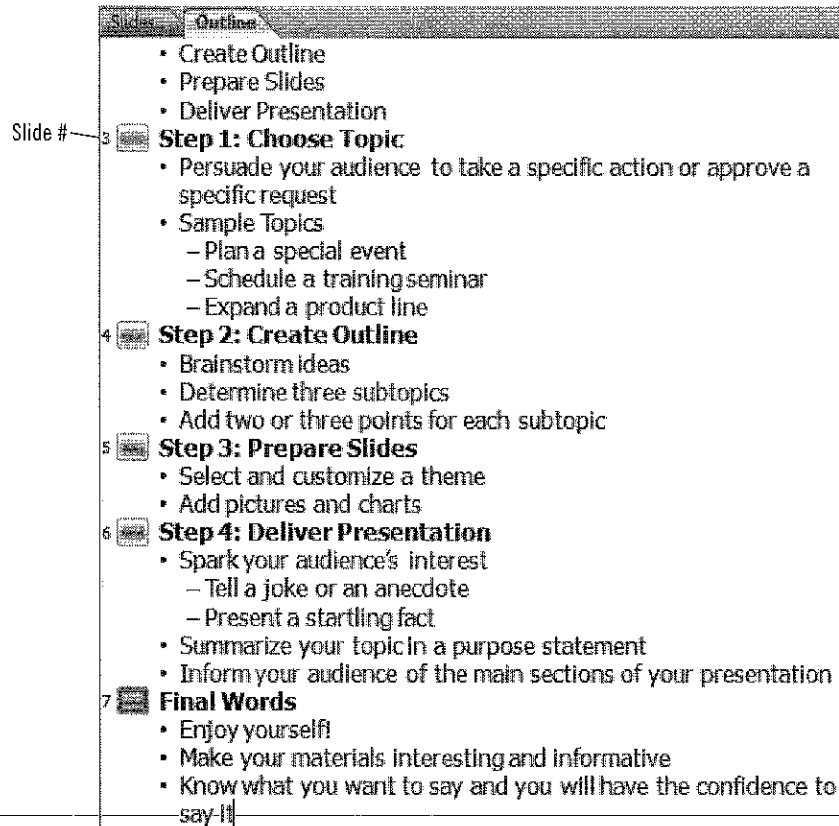 Slides Outline
• Create Outline
• Prepare Slides
• Deliver Presentation
Slide # 3 Step 1: Choose Topic
• Persuade your audience to take a specific action or approve a
specific request
• Sample Topics
– Plan a special event
– Schedule a training seminar
– Expand a product line
4 Step 2: Create Outline
• Brainstorm ideas
• Determine three subtopics
• Add two or three points for each subtopic
5 Step 3: Prepare Slides
• Select and customize a theme
• Add pictures and charts
6 Step 4: Deliver Presentation
• Spark your audience's interest
– Tell a joke or an anecdote
– Present a startling fact
• Summarize your topic in a purpose statement
• Inform your audience of the main sections of your presentation
7 Final Words
• Enjoy yourself!
• Make your materials interesting and informative
• Know what you want to say and you will have the confidence to
say it